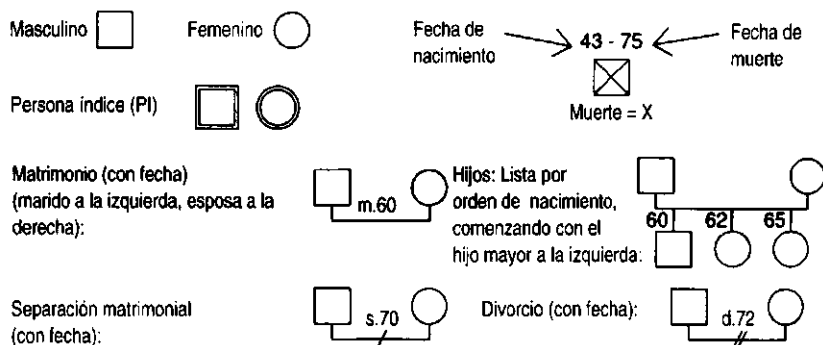 Masculino
Femenino
Fecha de
nacimiento
43 - 75
Fecha de
muerte
Muerte = X
Persona índice (PI)
Matrimonio (con fecha)
(marido a la izquierda, esposa a la
derecha):
m.60
Hijos: Lista por
orden de nacimiento,
comenzando con el
hijo mayor a la izquierda:
60 62 65
Separación matrimonial
(con fecha):
s.70
Divorcio (con fecha):
d.72